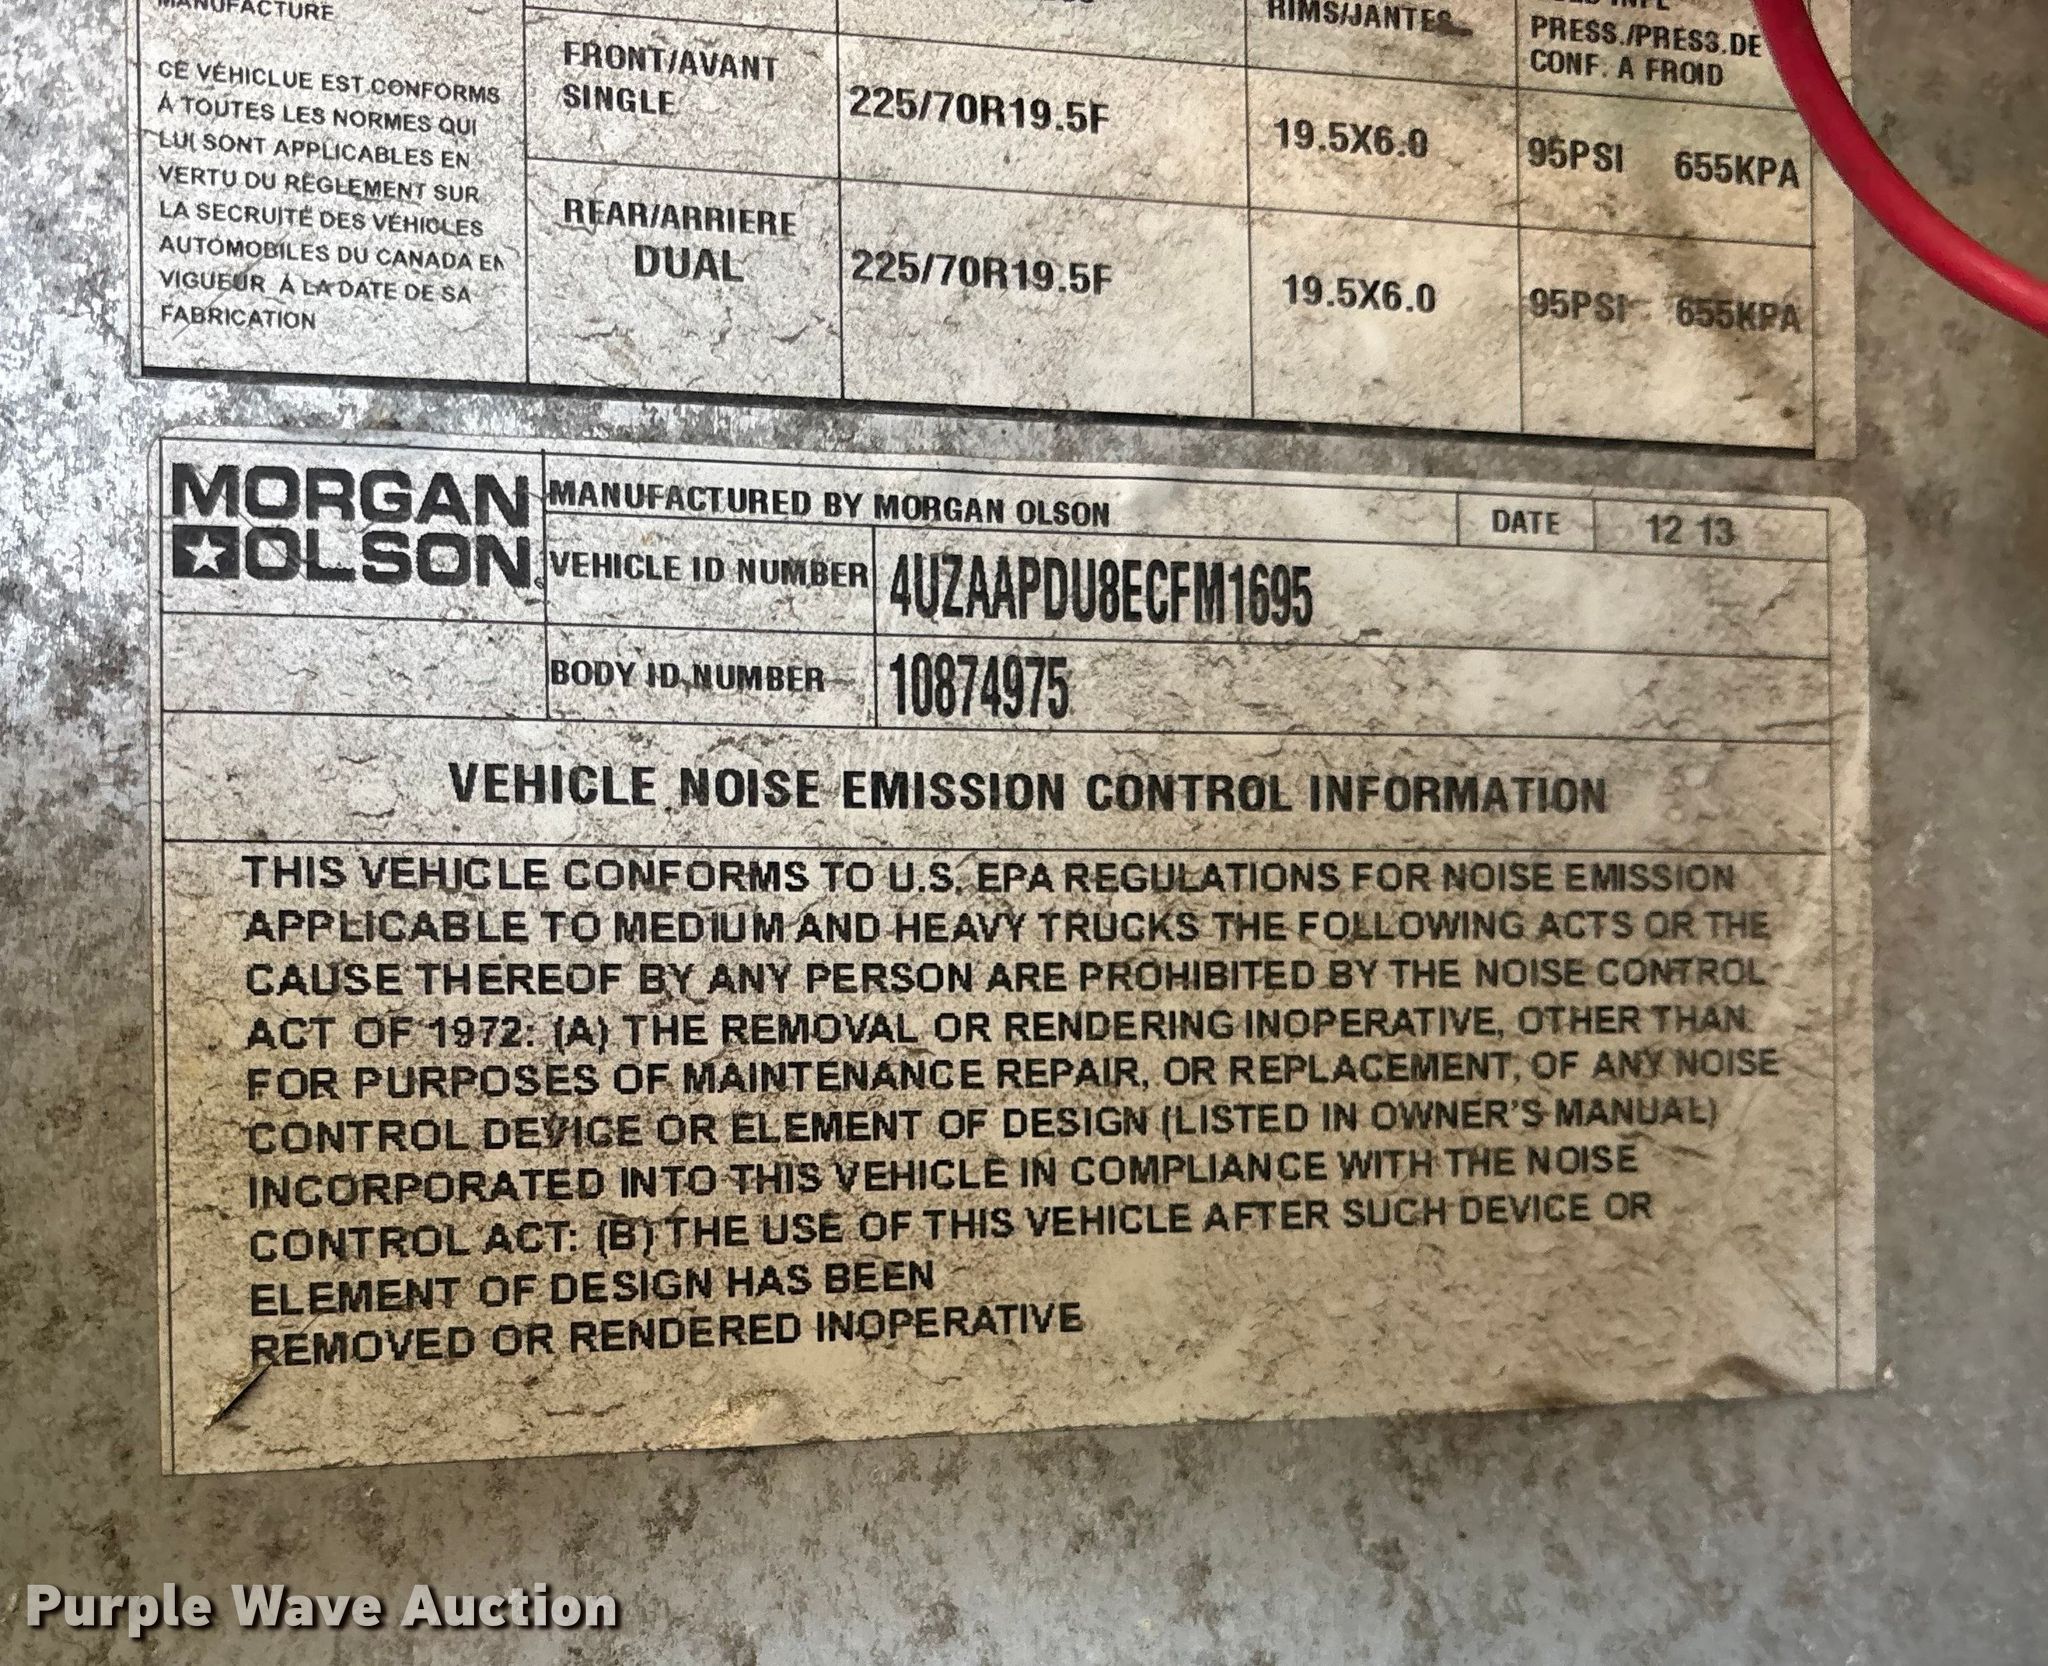 MANUFACTURE
RIMS/JANTES
PRESS./PRESS.DE
CONF. A FROID
CE VÉHICLUE EST CONFORMS
À TOUTES LES NORMES QUI
LUI SONT APPLICABLES EN
VERTU DU RÈGLEMENT SUR
LA SECRUITÉ DES VÉHICLES
AUTOMOBILES DU CANADA EN
VIGUEUR À LA DATE DE SA
FABRICATION
FRONT/AVANT
SINGLE
225/70R19.5F
19.5X6.0
95PSI 655KPA
REAR/ARRIERE
DUAL
225/70R19.5F
19.5X6.0
95PSI 655KPA
MORGAN
OLSON
MANUFACTURED BY MORGAN OLSON
DATE 12 13
VEHICLE ID NUMBER 4UZAAPDU8ECFM1695
BODY ID NUMBER 10874975
VEHICLE NOISE EMISSION CONTROL INFORMATION
THIS VEHICLE CONFORMS TO U.S. EPA REGULATIONS FOR NOISE EMISSION
APPLICABLE TO MEDIUM AND HEAVY TRUCKS THE FOLLOWING ACTS OR THE
CAUSE THEREOF BY ANY PERSON ARE PROHIBITED BY THE NOISE CONTROL
ACT OF 1972: (A) THE REMOVAL OR RENDERING INOPERATIVE, OTHER THAN
FOR PURPOSES OF MAINTENANCE REPAIR, OR REPLACEMENT, OF ANY NOISE
CONTROL DEVICE OR ELEMENT OF DESIGN (LISTED IN OWNER'S MANUAL)
INCORPORATED INTO THIS VEHICLE IN COMPLIANCE WITH THE NOISE
CONTROL ACT: (B) THE USE OF THIS VEHICLE AFTER SUCH DEVICE OR
ELEMENT OF DESIGN HAS BEEN
REMOVED OR RENDERED INOPERATIVE
Purple Wave Auction